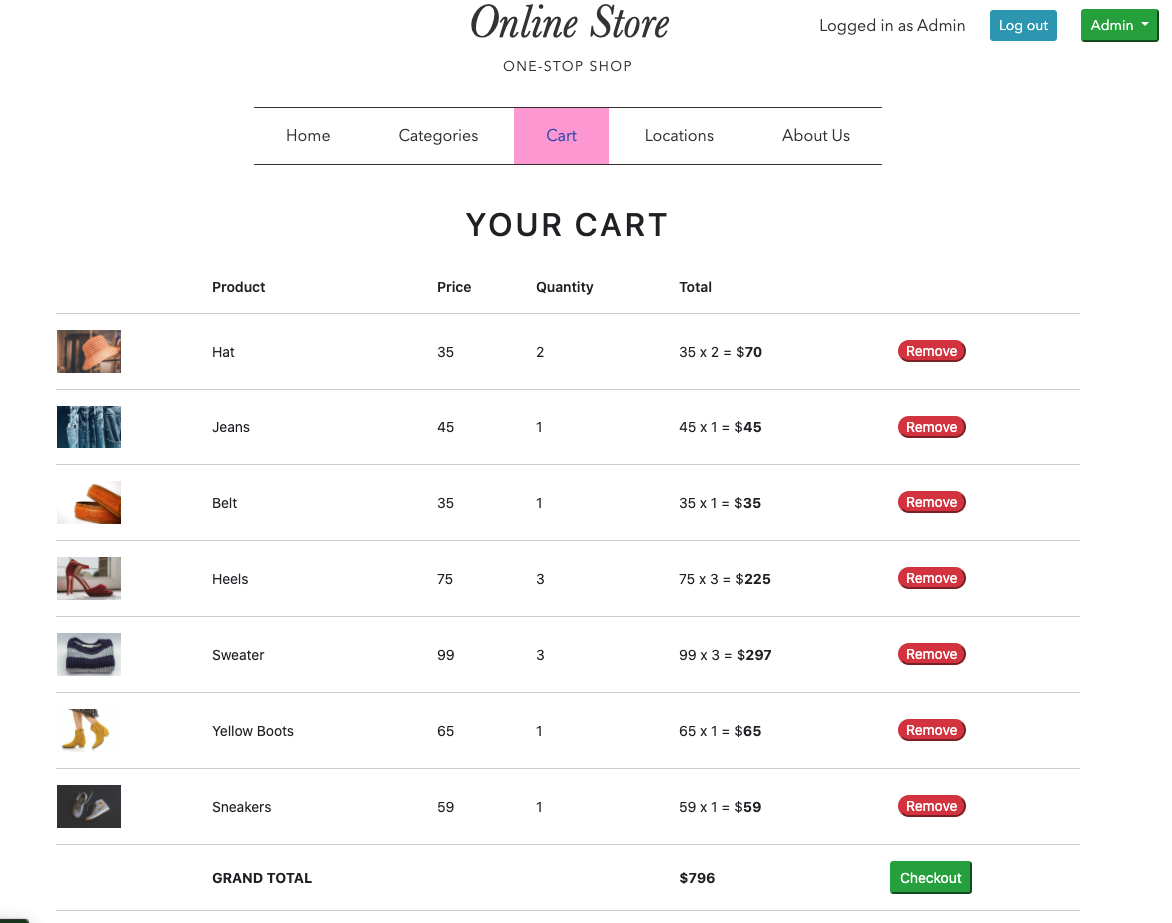 Online Store
Logged in as Admin Log out Admin
ONE-STOP SHOP
Home Categories Cart Locations About Us
YOUR CART
Product Price Quantity Total
Hat 35 2 35 x 2 = $70 Remove
Jeans 45 1 45 x 1 = $45 Remove
Belt 35 1 35 x 1 = $35 Remove
Heels 75 3 75 x 3 = $225 Remove
Sweater 99 3 99 x 3 = $297 Remove
Yellow Boots 65 1 65 x 1 = $65 Remove
Sneakers 59 1 59 x 1 = $59 Remove
GRAND TOTAL $796 Checkout